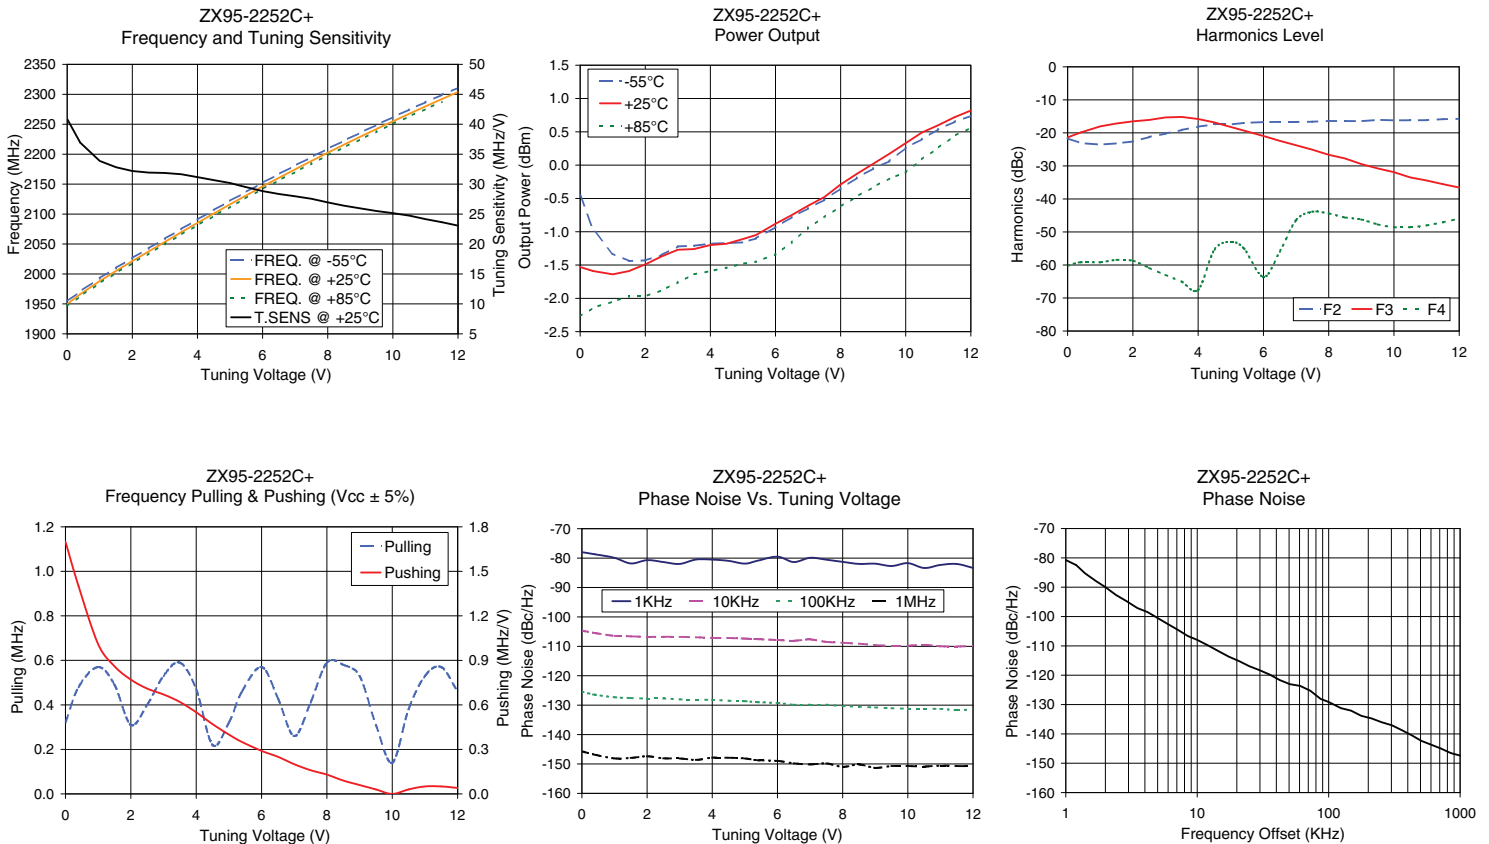 ZX95-2252C+
Frequency and Tuning Sensitivity
2350
2300
2250
2200
2150
2100
2050
2000
1950
1900
50
45
40
35
30
25
20
15
10
5
Frequency (MHz)
Tuning Sensitivity (MHz/V)
FREQ. @ -55°C
FREQ. @ +25°C
FREQ. @ +85°C
T.SENS @ +25°C
0 2 4 6 8 10 12
Tuning Voltage (V)
ZX95-2252C+
Power Output
1.5
1.0
0.5
0.0
-0.5
-1.0
-1.5
-2.0
-2.5
Output Power (dBm)
-55°C
+25°C
+85°C
0 2 4 6 8 10 12
Tuning Voltage (V)
ZX95-2252C+
Harmonics Level
0
-10
-20
-30
-40
-50
-60
-70
-80
Harmonics (dBc)
F2 F3 F4
0 2 4 6 8 10 12
Tuning Voltage (V)
ZX95-2252C+
Frequency Pulling & Pushing (Vcc ± 5%)
1.2
1.0
0.8
0.6
0.4
0.2
0.0
1.8
1.5
1.2
0.9
0.6
0.3
0.0
Pulling (MHz)
Pushing (MHz/V)
Pulling
Pushing
0 2 4 6 8 10 12
Tuning Voltage (V)
ZX95-2252C+
Phase Noise Vs. Tuning Voltage
-70
-80
-90
-100
-110
-120
-130
-140
-150
-160
Phase Noise (dBc/Hz)
1KHz 10KHz 100KHz 1MHz
0 2 4 6 8 10 12
Tuning Voltage (V)
ZX95-2252C+
Phase Noise
-70
-80
-90
-100
-110
-120
-130
-140
-150
-160
Phase Noise (dBc/Hz)
1 10 100 1000
Frequency Offset (KHz)